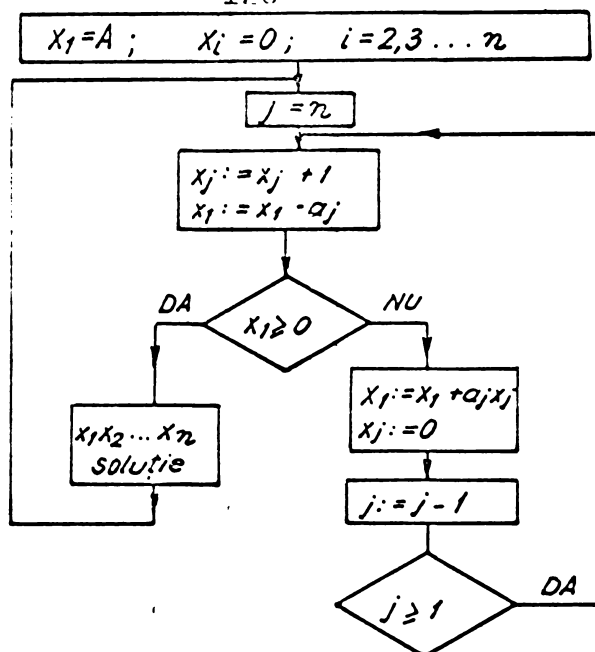 x₁=A; xᵢ=0; i=2,3...n
j=n
xⱼ:=xⱼ+1
x₁:=x₁-aⱼ
x₁≥0
DA
NU
x₁x₂...xₙ
soluţie
x₁:=x₁+aⱼxⱼ
xⱼ:=0
j:=j-1
j≥1
DA